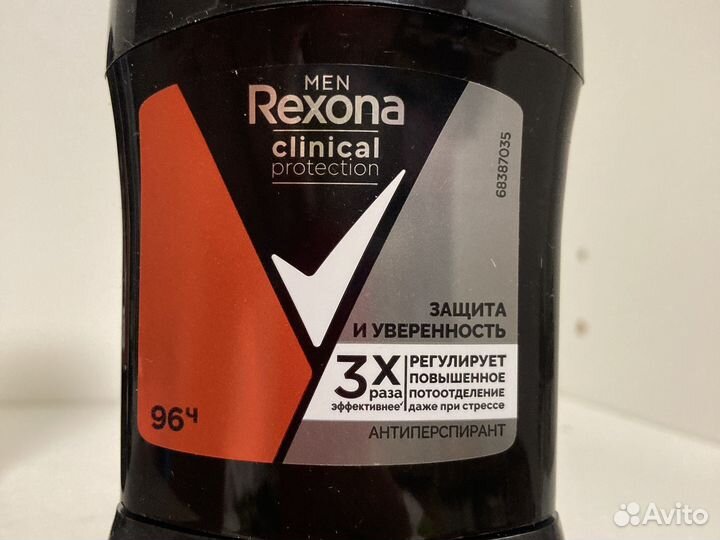 MEN
Rexona
clinical
protection
68387035
ЗАЩИТА
И УВЕРЕННОСТЬ
3X
раза
эффективнее✓
РЕГУЛИРУЕТ
ПОВЫШЕННОЕ
ПОТООТДЕЛЕНИЕ
даже при стрессе
96ч
АНТИПЕРСПИРАНТ
Avito